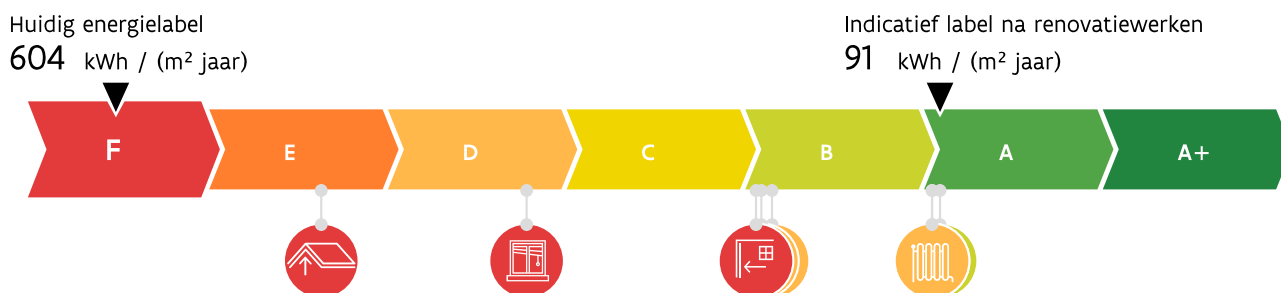 Huidig energielabel
604 kWh / (m² jaar)
Indicatief label na renovatiewerken
91 kWh / (m² jaar)
F E D C B A A+